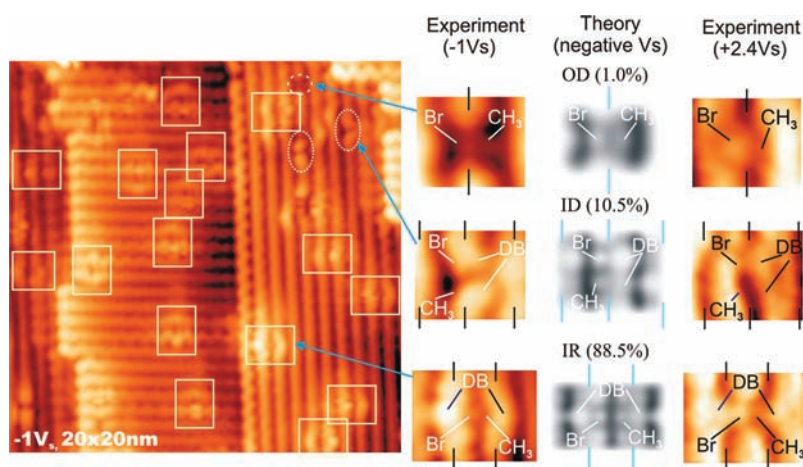 Experiment
(-1Vs)
Theory
(negative Vs)
Experiment
(+2.4Vs)
OD (1.0%)
Br
CH3
Br
CH3
Br
CH3
ID (10.5%)
Br
DB
CH3
Br
DB
CH3
Br
DB
CH3
IR (88.5%)
DB
Br
CH3
DB
Br
CH3
DB
Br
CH3
-1Vs, 20x20nm